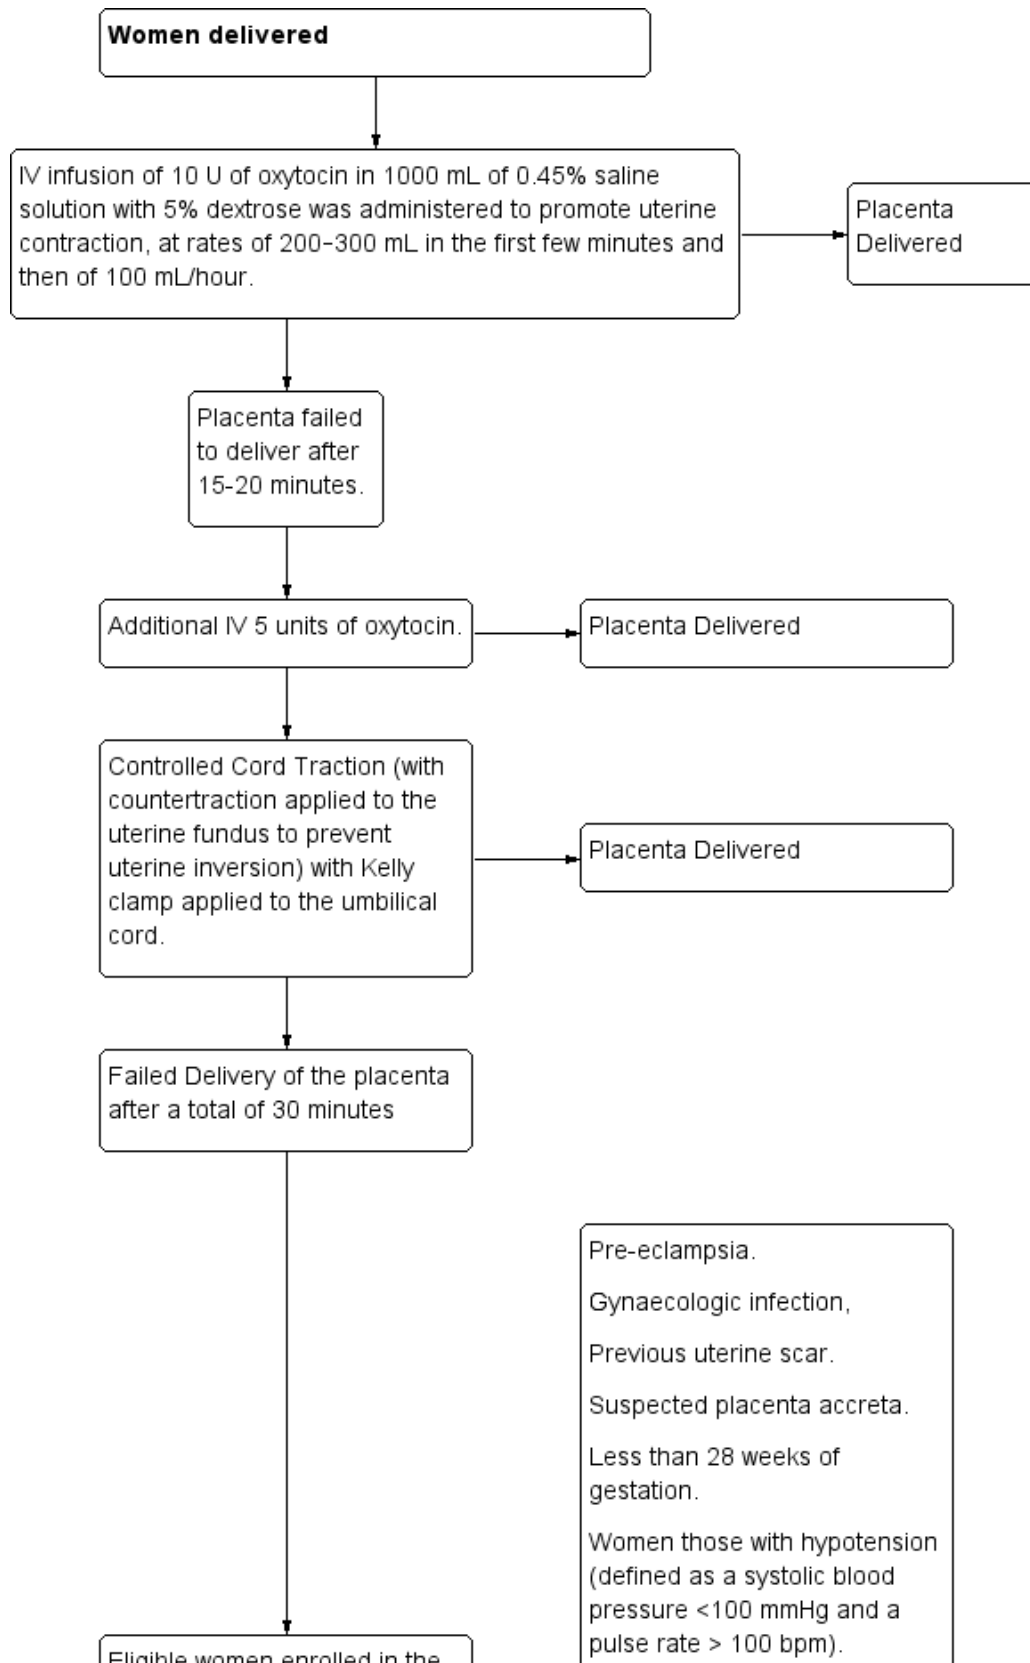 Women delivered
IV infusion of 10 U of oxytocin in 1000 mL of 0.45% saline
solution with 5% dextrose was administered to promote uterine
contraction, at rates of 200–300 mL in the first few minutes and
then of 100 mL/hour.
Placenta
Delivered
Placenta failed
to deliver after
15-20 minutes.
Additional IV 5 units of oxytocin.
Placenta Delivered
Controlled Cord Traction (with
countertraction applied to the
uterine fundus to prevent
uterine inversion) with Kelly
clamp applied to the umbilical
cord.
Placenta Delivered
Failed Delivery of the placenta
after a total of 30 minutes
Pre-eclampsia.
Gynaecologic infection,
Previous uterine scar.
Suspected placenta accreta.
Less than 28 weeks of
gestation.
Women those with hypotension
(defined as a systolic blood
pressure <100 mmHg and a
pulse rate > 100 bpm).
Eligible women enrolled in the